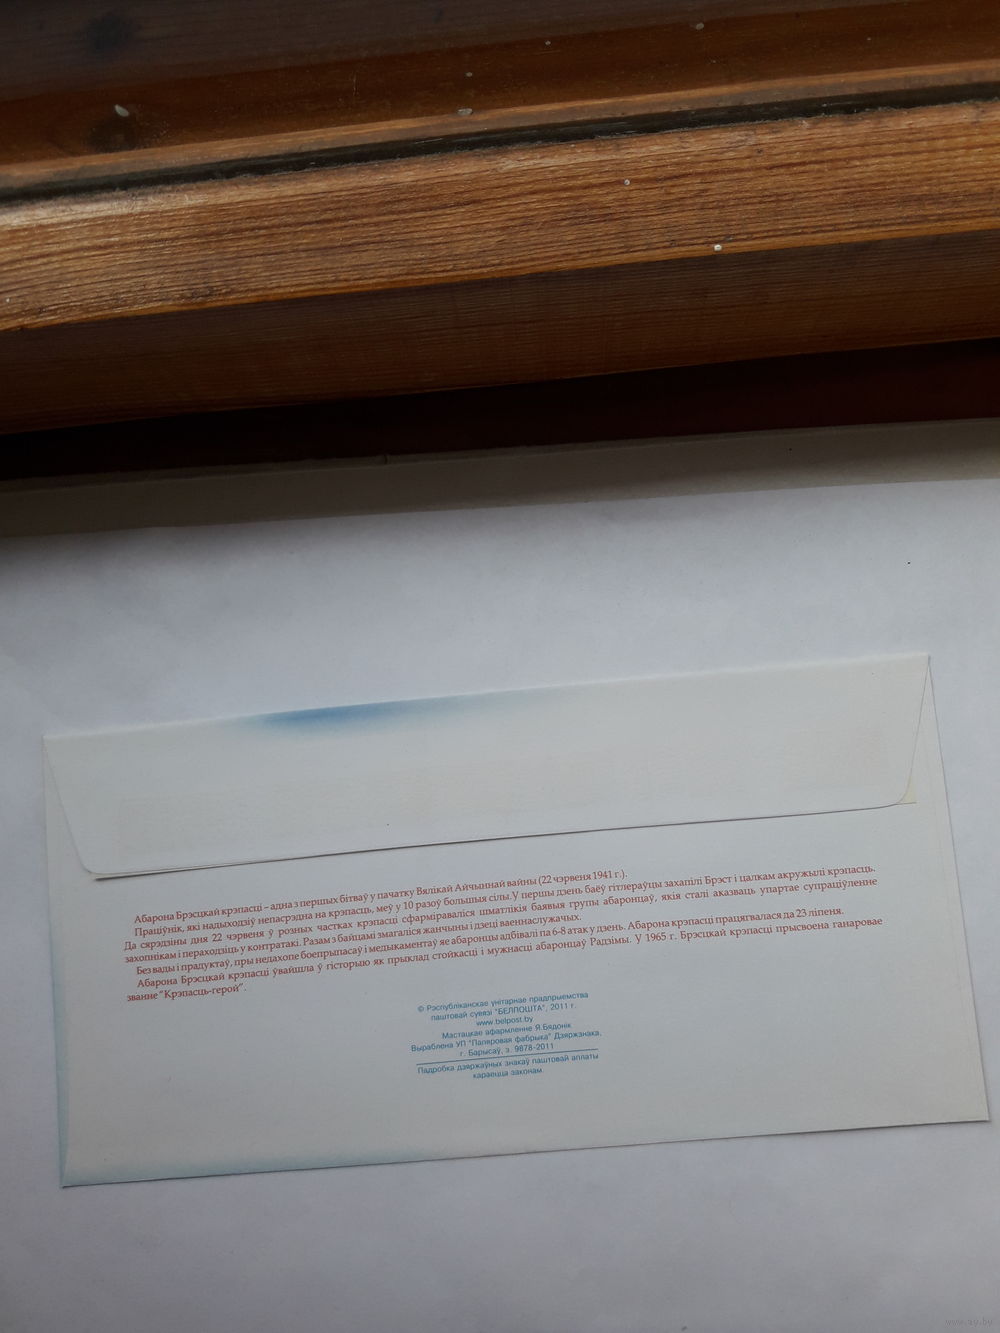 Абарона Брэсцкай крэпасці – адна з першых бітваў у пачатку Вялікай Айчыннай вайны (22 чэрвеня 1941 г.).
Праціўнік, які надыходзіў непасрэдна на крэпасць, меў у 10 разоў большыя сілы. У першы дзень баёў гітлераўцы захапілі Брэст і цалкам акружылі крэпасць.
Да сярэдзіны дня 22 чэрвеня ў розных частках крэпасці сфарміраваліся шматлікія баявыя групы абаронцаў, якія сталі аказваць упартае супраціўленне
захопнікам і пераходзіць у контратакі. Разам з байцамі змагаліся жанчыны і дзеці ваеннаслужачых.
Без вады і прадуктаў, пры недахопе боепрыпасаў і медыкаментаў яе абаронцы адбівалі па 6-8 атак у дзень. Абарона крэпасці працягвалася да 23 ліпеня.
Абарона Брэсцкай крэпасці ўвайшла ў гісторыю як прыклад стойкасці і мужнасці абаронцаў Радзімы. У 1965 г. Брэсцкай крэпасці прысвоена ганаровае
званне "Крэпасць-герой".
© Рэспубліканскае унітарнае прадпрыемства
паштовай сувязі "БЕЛПОШТА", 2011 г.
www.belpost.by
Мастацкае афармленне Я.Бядонік
Выраблена УП "Папяровая фабрыка" Дзяржзнака,
г. Барысаў, з. 9878-2011
Падробка дзяржаўных знакаў паштовай аплаты
караецца законам.
www.ay.by